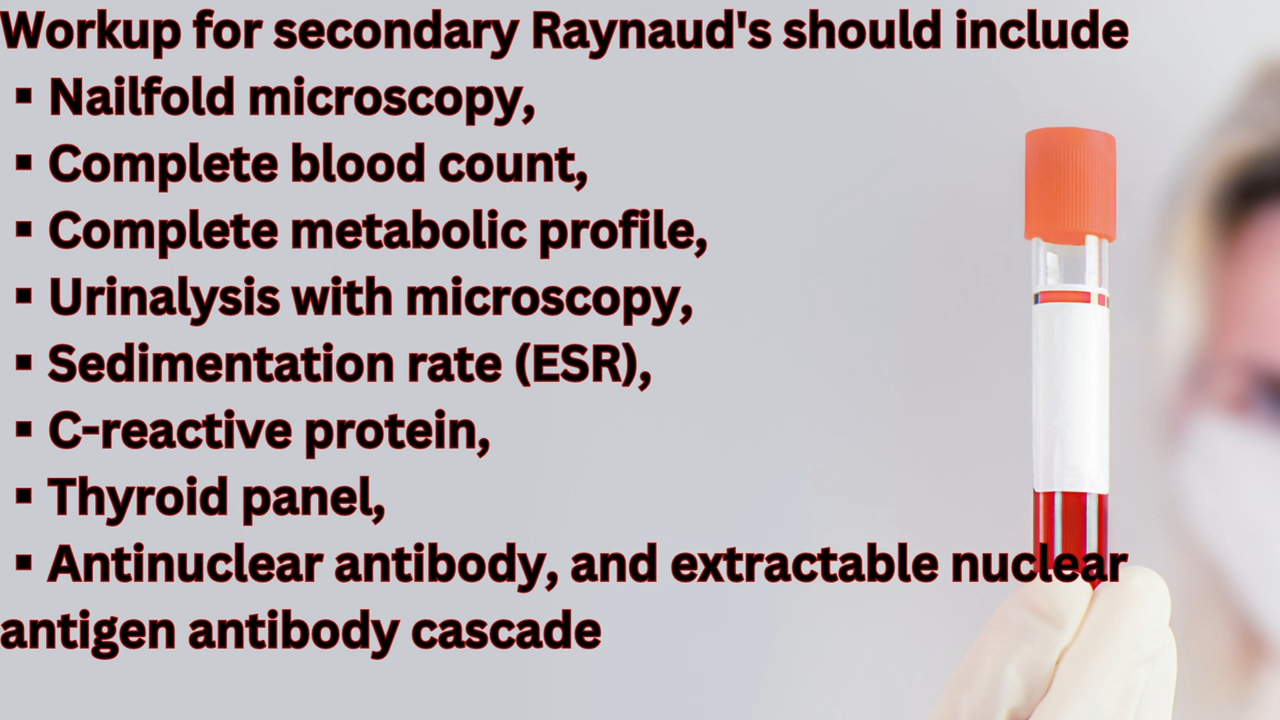 Workup for secondary Raynaud's should include
▪ Nailfold microscopy,
▪ Complete blood count,
▪ Complete metabolic profile,
▪ Urinalysis with microscopy,
▪ Sedimentation rate (ESR),
▪ C-reactive protein,
▪ Thyroid panel,
▪ Antinuclear antibody, and extractable nuclear
antigen antibody cascade